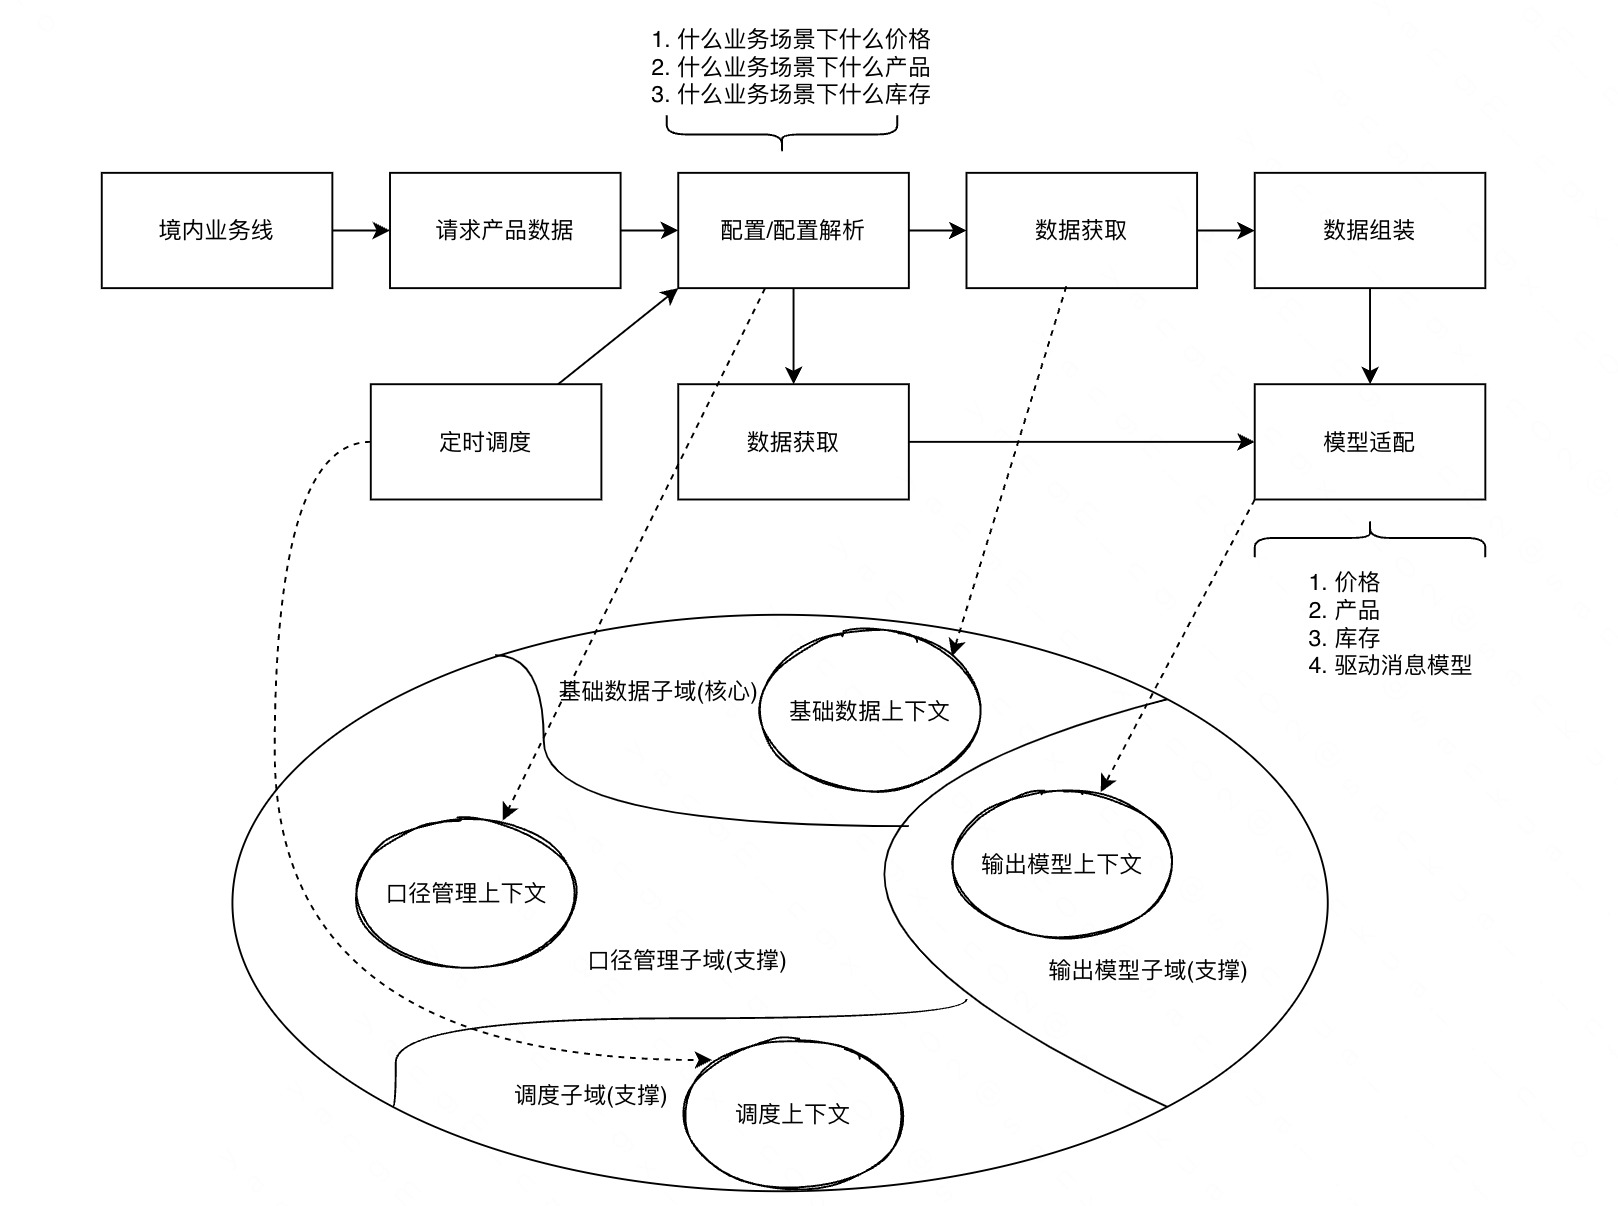 1. 什么业务场景下什么价格
2. 什么业务场景下什么产品
3. 什么业务场景下什么库存
境内业务线
请求产品数据
配置/配置解析
数据获取
数据组装
定时调度
数据获取
模型适配
1. 价格
2. 产品
3. 库存
4. 驱动消息模型
基础数据子域(核心)
基础数据上下文
输出模型上下文
口径管理上下文
口径管理子域(支撑)
输出模型子域(支撑)
调度子域(支撑)
调度上下文